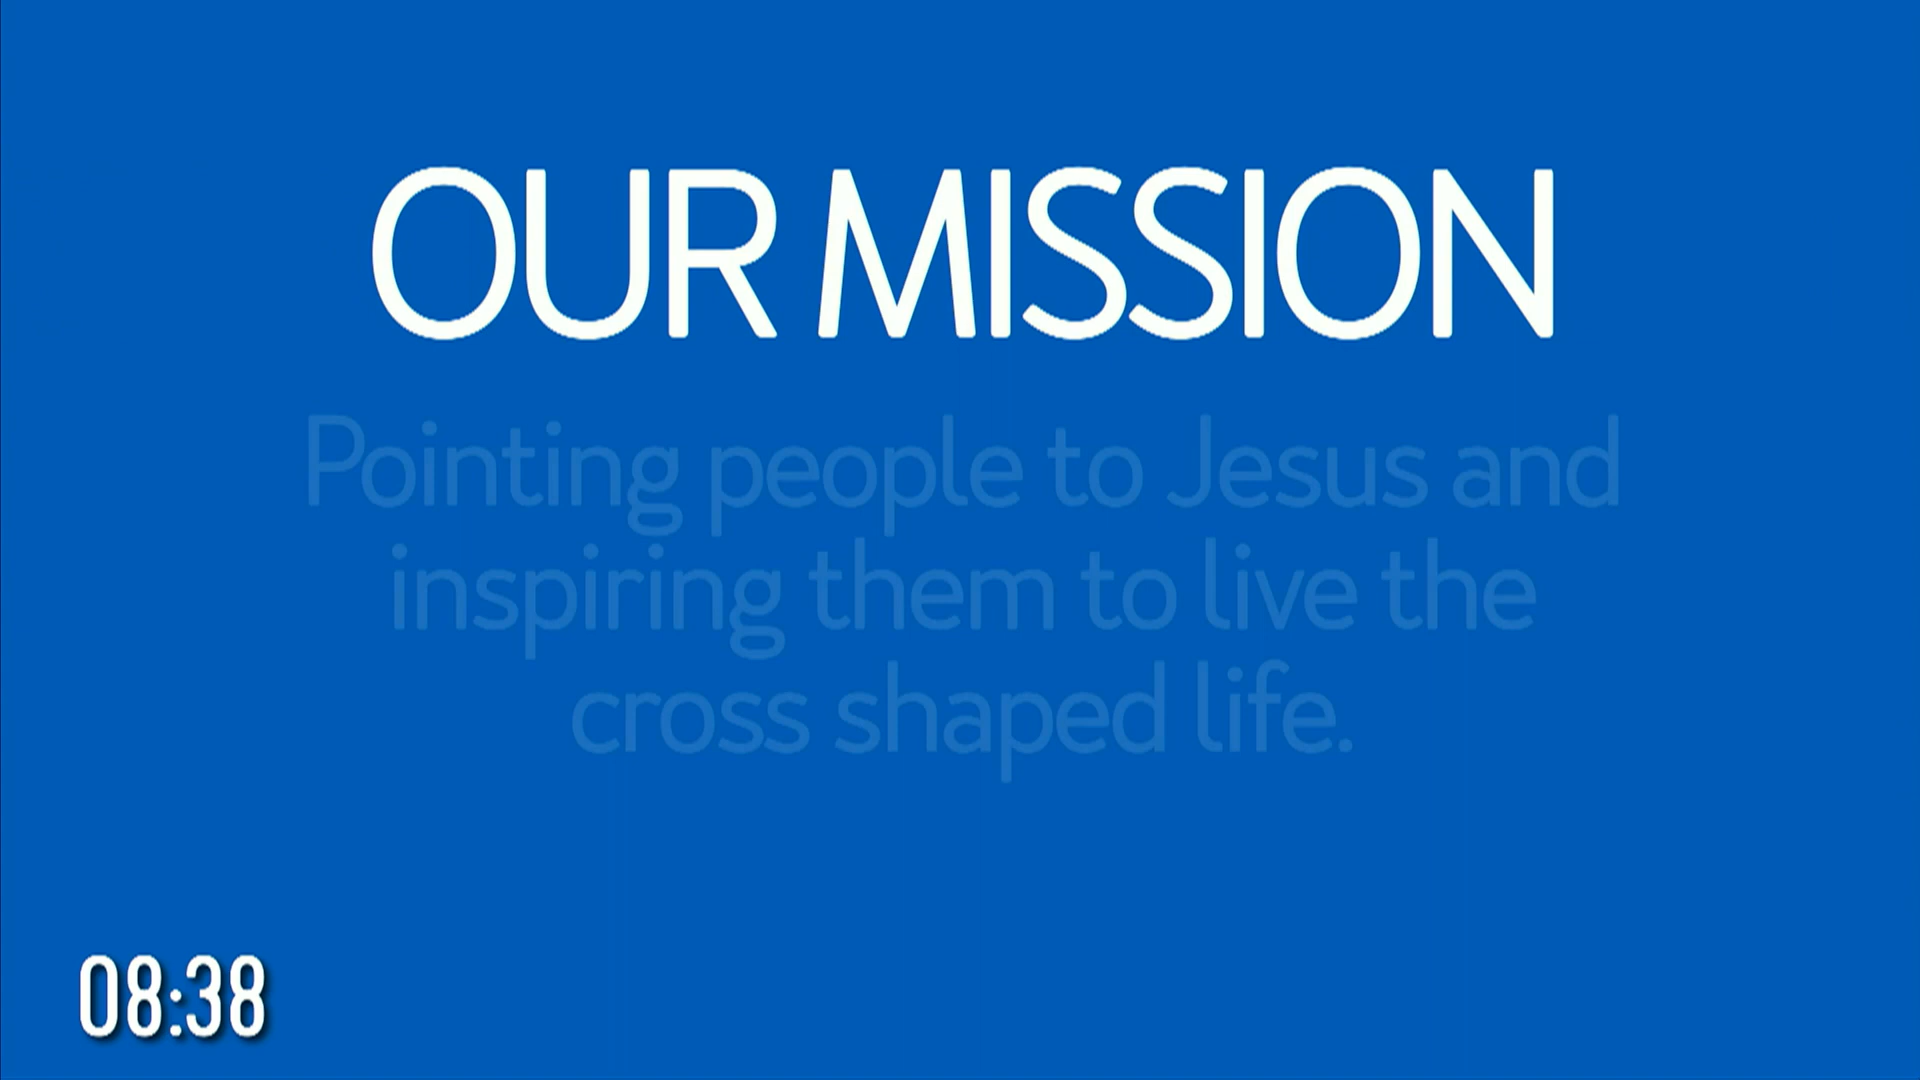 OUR MISSION
Pointing people to Jesus and
inspiring them to live the
cross shaped life.
08:38